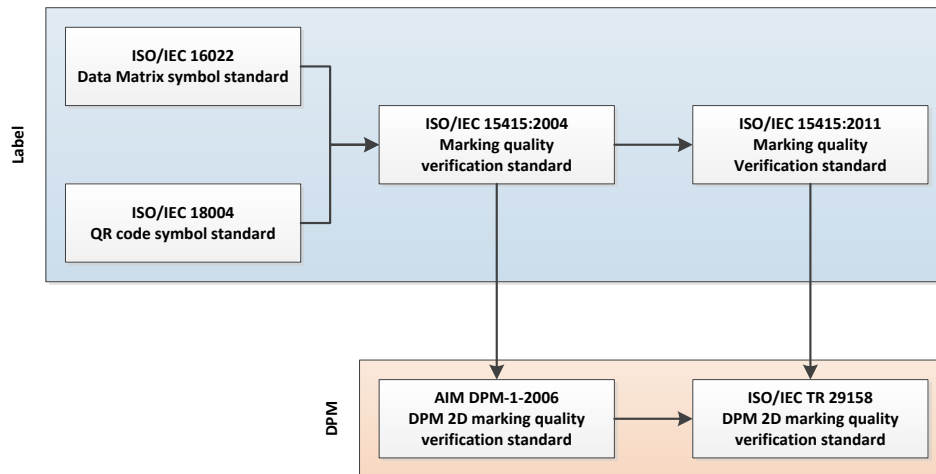 Label
ISO/IEC 16022
Data Matrix symbol standard
ISO/IEC 18004
QR code symbol standard
ISO/IEC 15415:2004
Marking quality
verification standard
ISO/IEC 15415:2011
Marking quality
Verification standard
DPM
AIM DPM-1-2006
DPM 2D marking quality
verification standard
ISO/IEC TR 29158
DPM 2D marking quality
verification standard